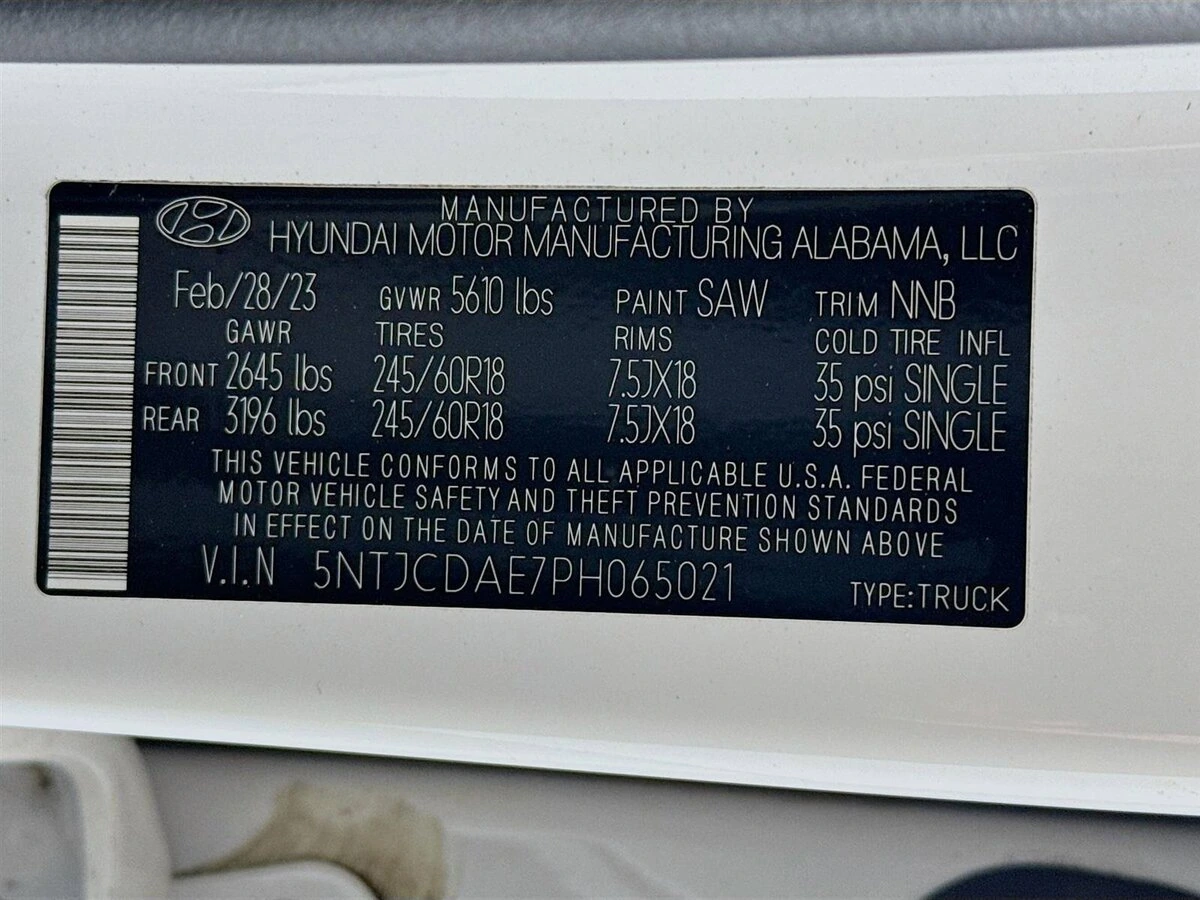 MANUFACTURED BY
HYUNDAI MOTOR MANUFACTURING ALABAMA, LLC
Feb/28/23 GVWR 5610 lbs PAINT SAW TRIM NNB
GAWR TIRES RIMS COLD TIRE INFL
FRONT 2645 lbs 245/60R18 7.5JX18 35 psi SINGLE
REAR 3196 lbs 245/60R18 7.5JX18 35 psi SINGLE
THIS VEHICLE CONFORMS TO ALL APPLICABLE U.S.A. FEDERAL
MOTOR VEHICLE SAFETY AND THEFT PREVENTION STANDARDS
IN EFFECT ON THE DATE OF MANUFACTURE SHOWN ABOVE
V.I.N 5NTJCDAE7PH065021 TYPE:TRUCK